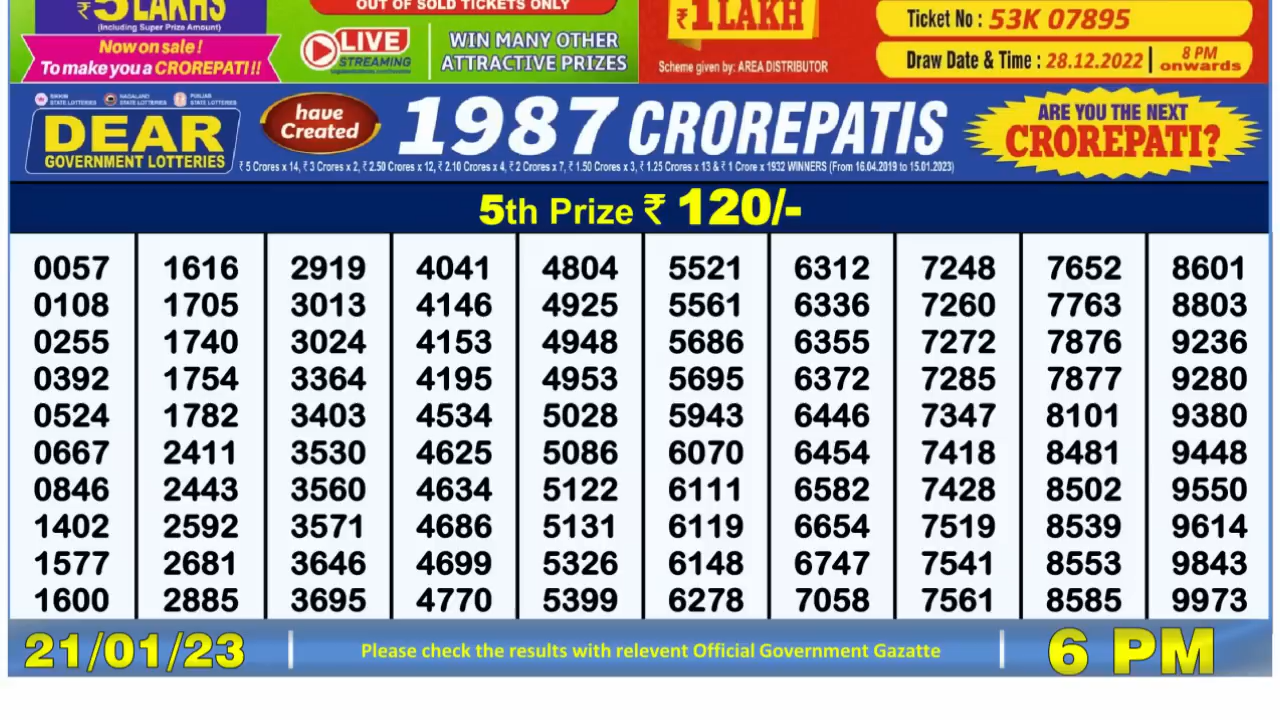 ₹5 LAKHS
(Including Super Prize Amount)
Now on sale !
To make you a CROREPATI !!
OUT OF SOLD TICKETS ONLY
LIVE
STREAMING
WIN MANY OTHER
ATTRACTIVE PRIZES
₹1 LAKH
Scheme given by: AREA DISTRIBUTOR
Ticket No : 53K 07895
Draw Date & Time : 28.12.2022 8 PM onwards
SIKKIM STATE LOTTERIES NAGALAND STATE LOTTERIES PUNJAB STATE LOTTERIES
DEAR
GOVERNMENT LOTTERIES
have
Created
1987 CROREPATIS
₹ 5 Crores x 14, ₹ 3 Crores x 2, ₹ 2.50 Crores x 12, ₹ 2.10 Crores x 4, ₹ 2 Crores x 7, ₹ 1.50 Crores x 3, ₹ 1.25 Crores x 13 & ₹ 1 Crore x 1932 WINNERS (From 16.04.2019 to 15.01.2023)
ARE YOU THE NEXT
CROREPATI?
5th Prize ₹ 120/-
0057 1616 2919 4041 4804 5521 6312 7248 7652 8601
0108 1705 3013 4146 4925 5561 6336 7260 7763 8803
0255 1740 3024 4153 4948 5686 6355 7272 7876 9236
0392 1754 3364 4195 4953 5695 6372 7285 7877 9280
0524 1782 3403 4534 5028 5943 6446 7347 8101 9380
0667 2411 3530 4625 5086 6070 6454 7418 8481 9448
0846 2443 3560 4634 5122 6111 6582 7428 8502 9550
1402 2592 3571 4686 5131 6119 6654 7519 8539 9614
1577 2681 3646 4699 5326 6148 6747 7541 8553 9843
1600 2885 3695 4770 5399 6278 7058 7561 8585 9973
21/01/23 Please check the results with relevent Official Government Gazatte 6 PM